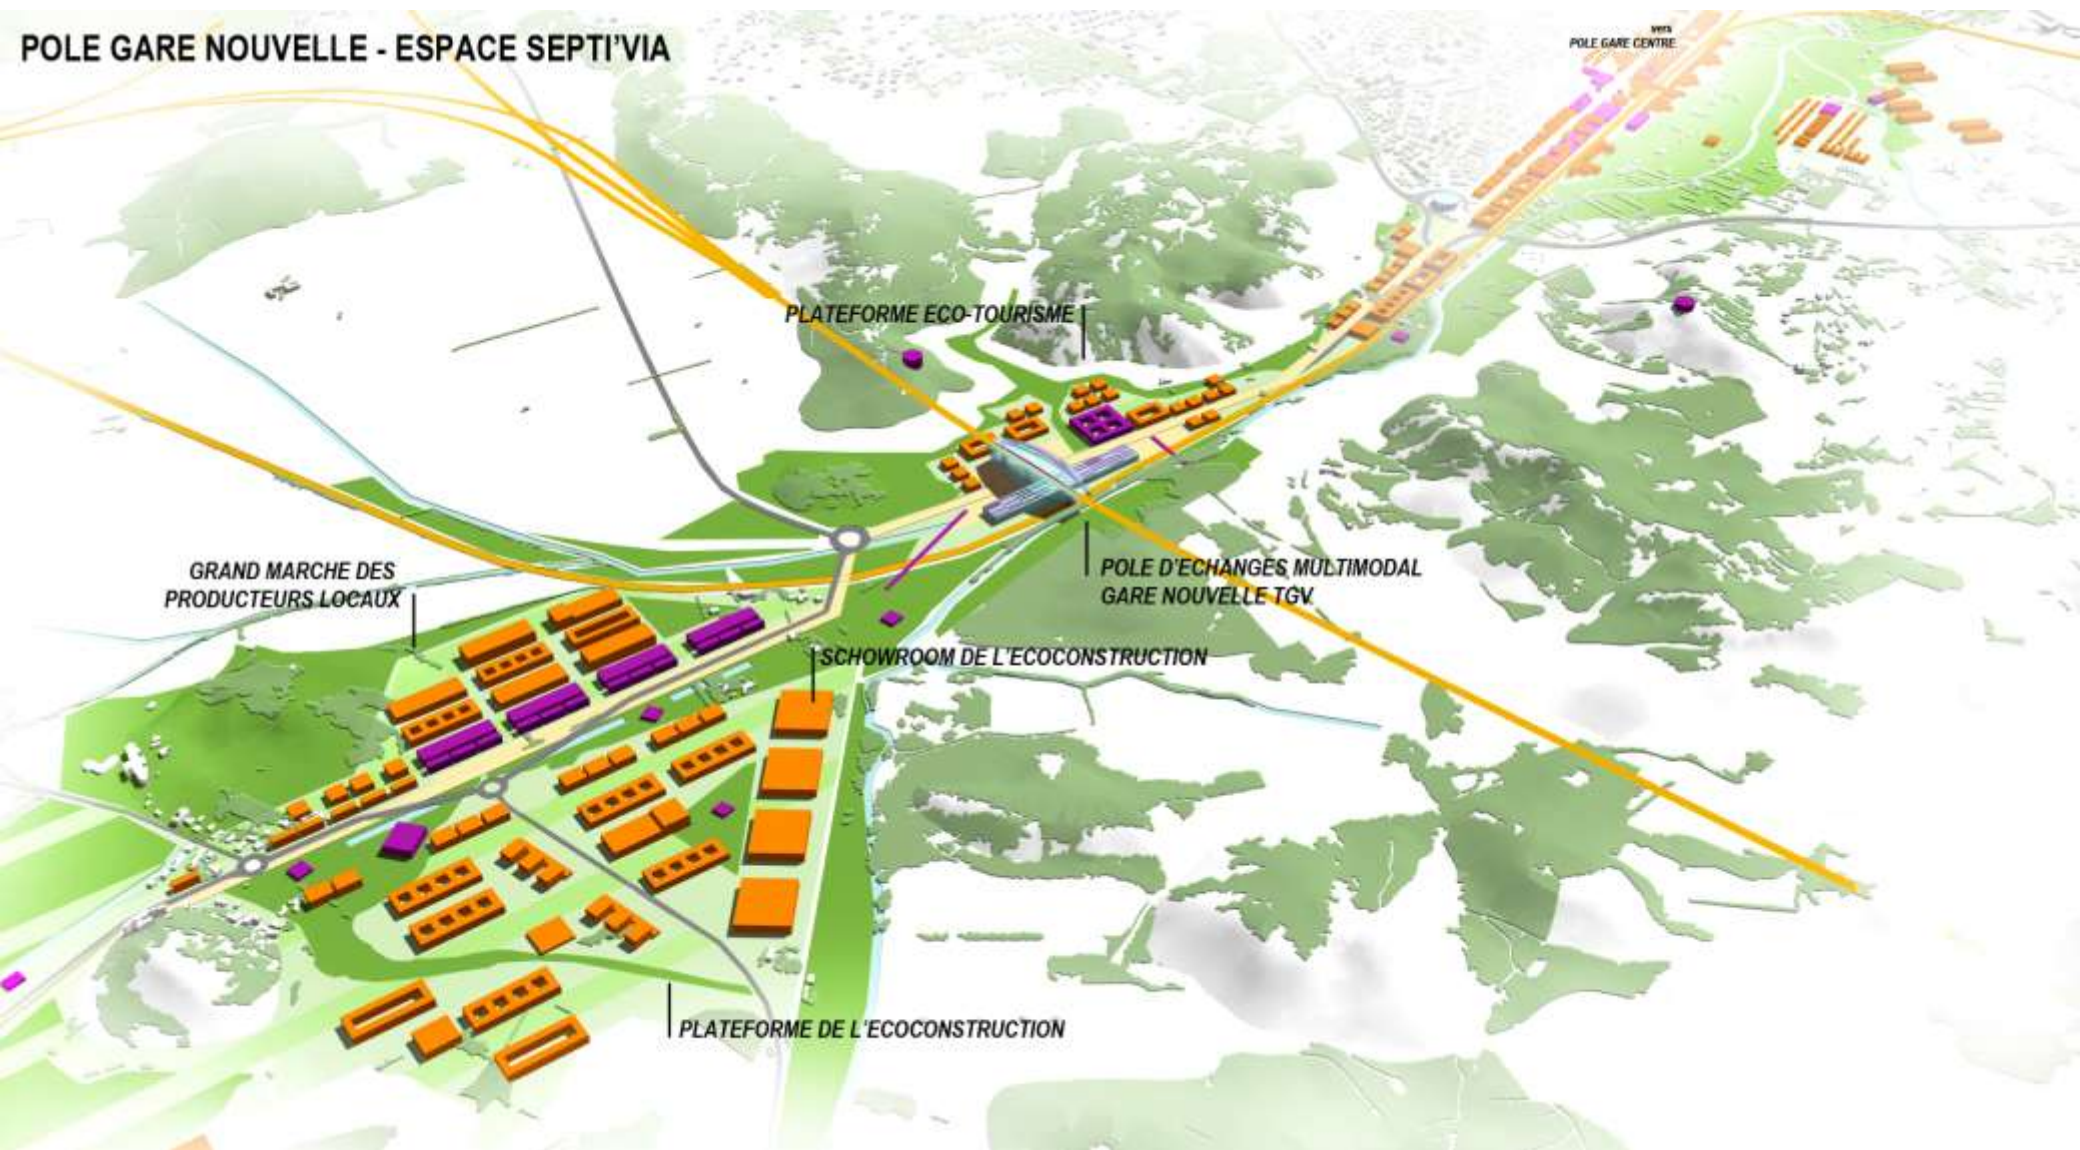 POLE GARE NOUVELLE - ESPACE SEPTI'VIA
vers
POLE GARE CENTRE
PLATEFORME ECO-TOURISME
GRAND MARCHE DES
PRODUCTEURS LOCAUX
POLE D'ECHANGES MULTIMODAL
GARE NOUVELLE TGV
SCHOWROOM DE L'ECOCONSTRUCTION
PLATEFORME DE L'ECOCONSTRUCTION